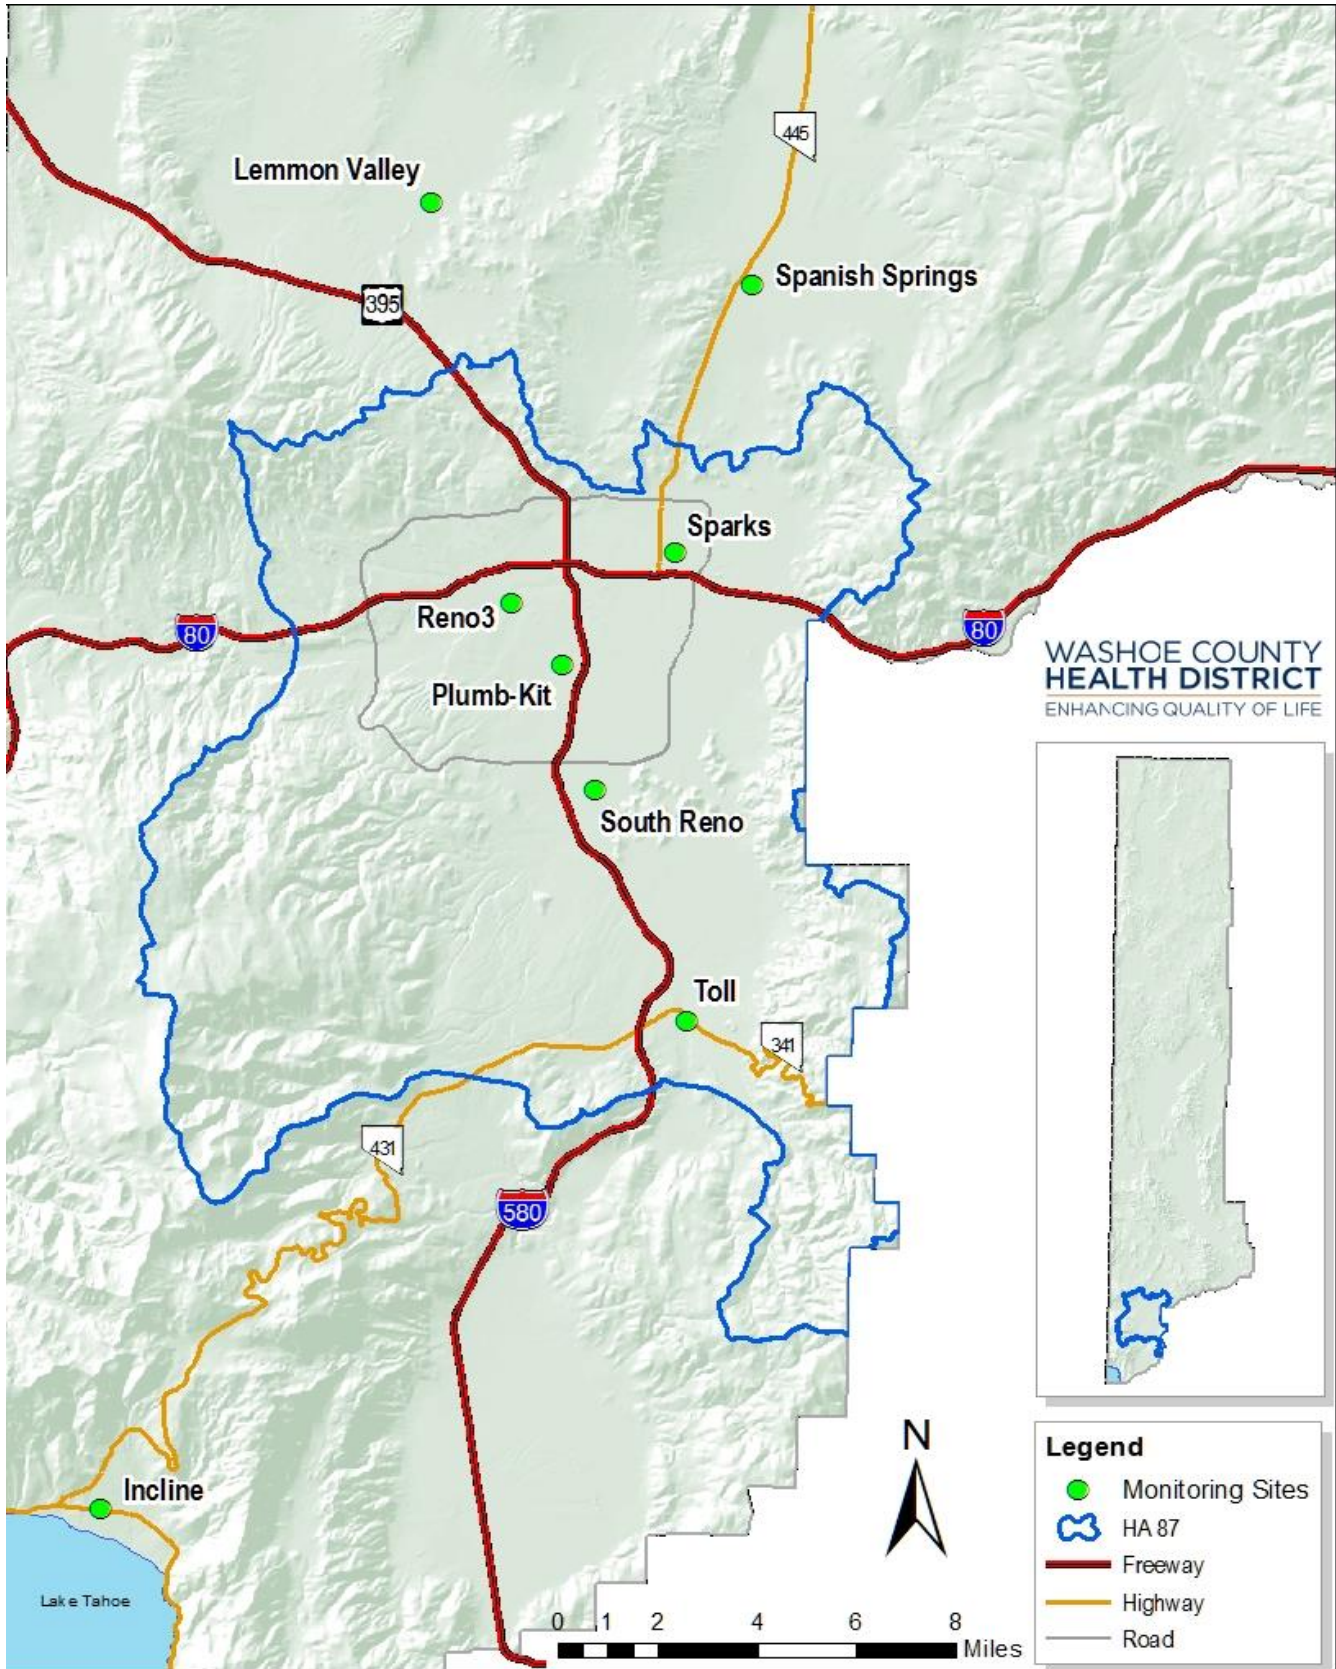 445
Lemmon Valley
Spanish Springs
395
Sparks
Reno3
80
80
Plumb-Kit
WASHOE COUNTY
HEALTH DISTRICT
ENHANCING QUALITY OF LIFE
South Reno
Toll
341
431
580
N
Incline
Lake Tahoe
0 1 2 4 6 8
Miles
Legend
Monitoring Sites
HA 87
Freeway
Highway
Road